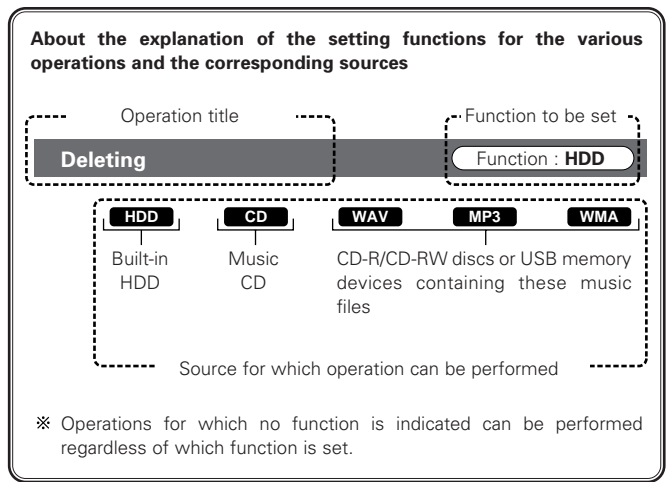 About the explanation of the setting functions for the various
operations and the corresponding sources
Operation title
Function to be set
Deleting
Function : HDD
HDD CD WAV MP3 WMA
Built-in
HDD
Music
CD
CD-R/CD-RW discs or USB memory
devices containing these music
files
Source for which operation can be performed
※ Operations for which no function is indicated can be performed
regardless of which function is set.